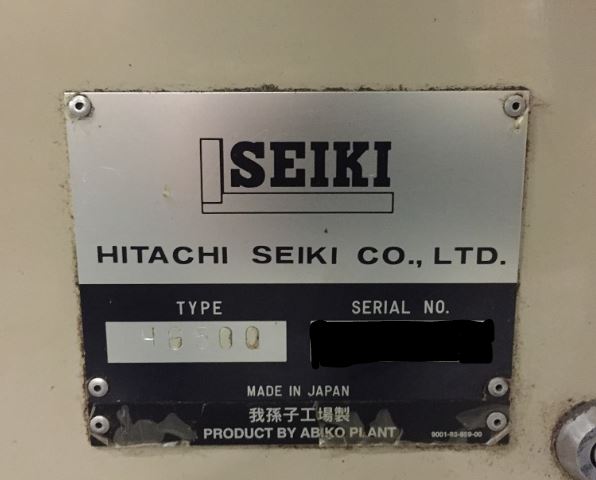 SEIKI
HITACHI SEIKI CO., LTD.
TYPE
SERIAL NO.
MADE IN JAPAN
我孫子工場製
PRODUCT BY ABIKO PLANT